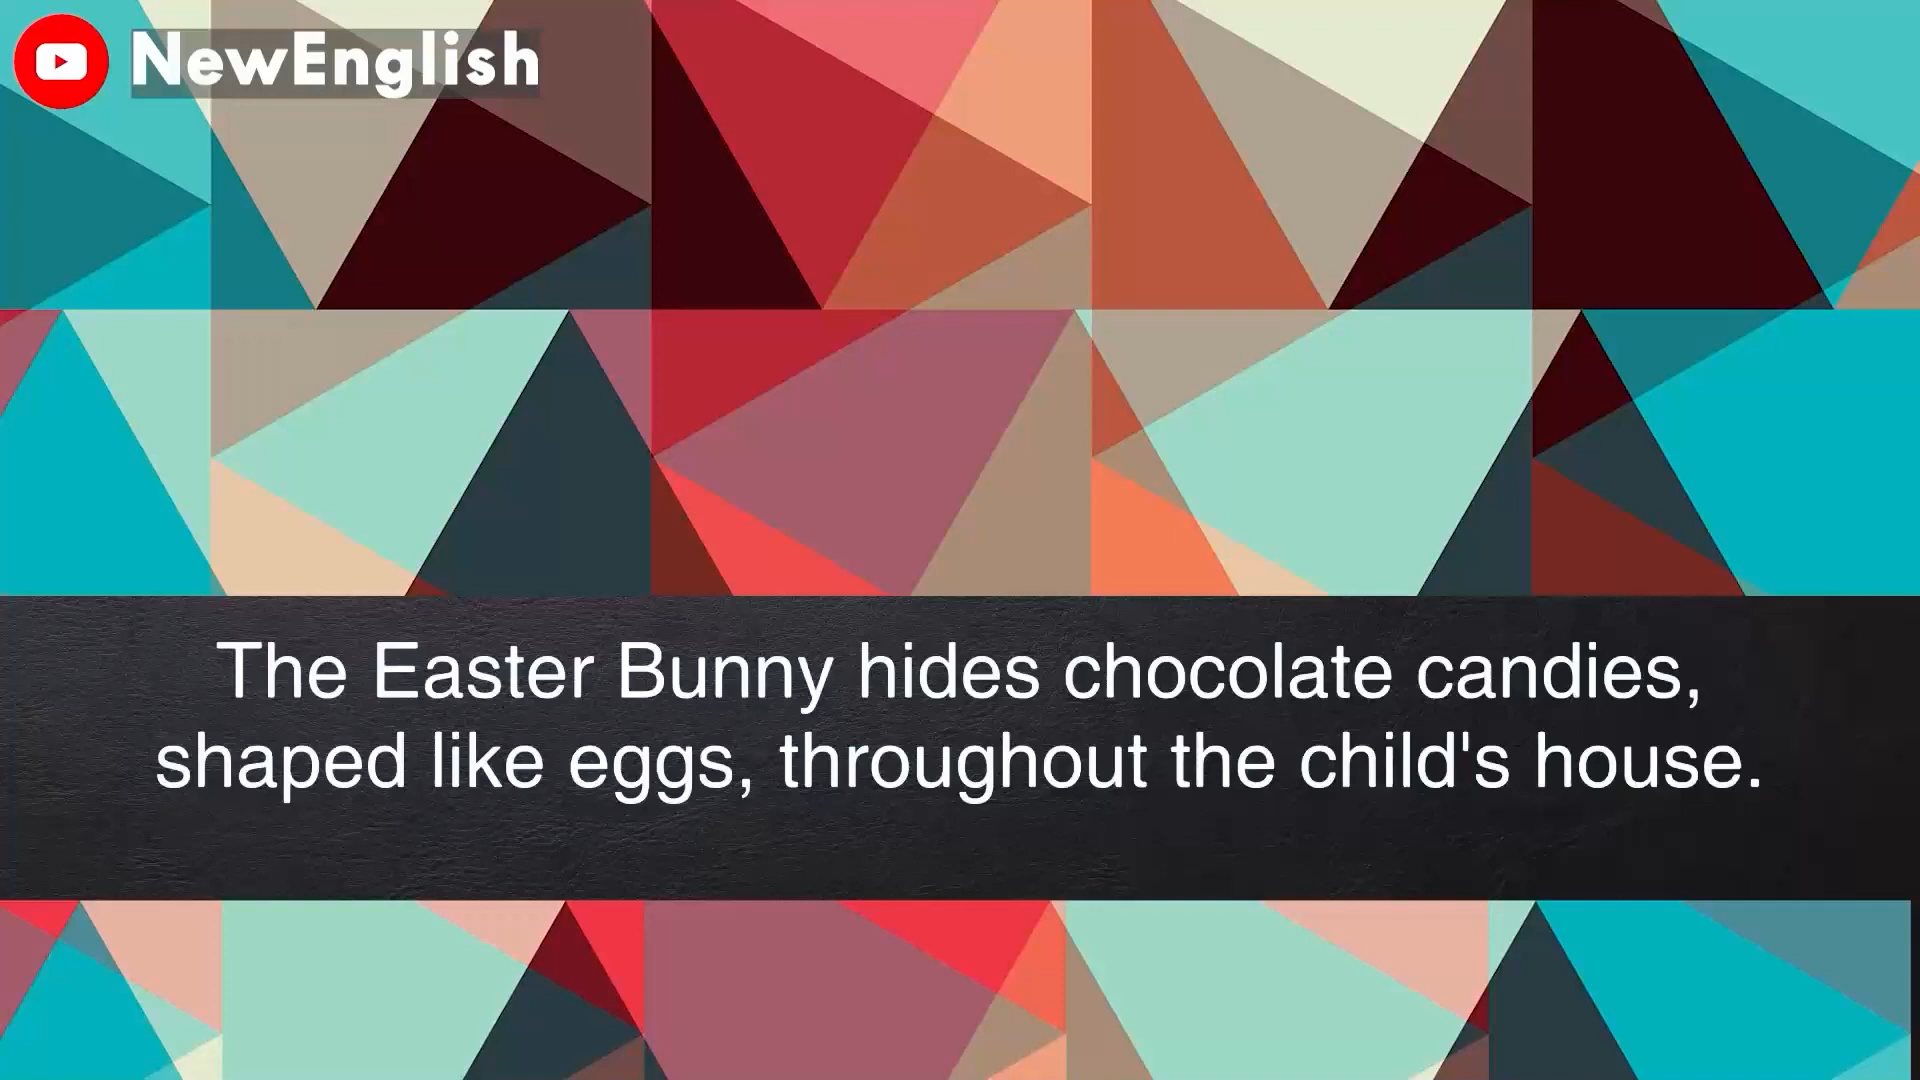 NewEnglish
The Easter Bunny hides chocolate candies,
shaped like eggs, throughout the child's house.